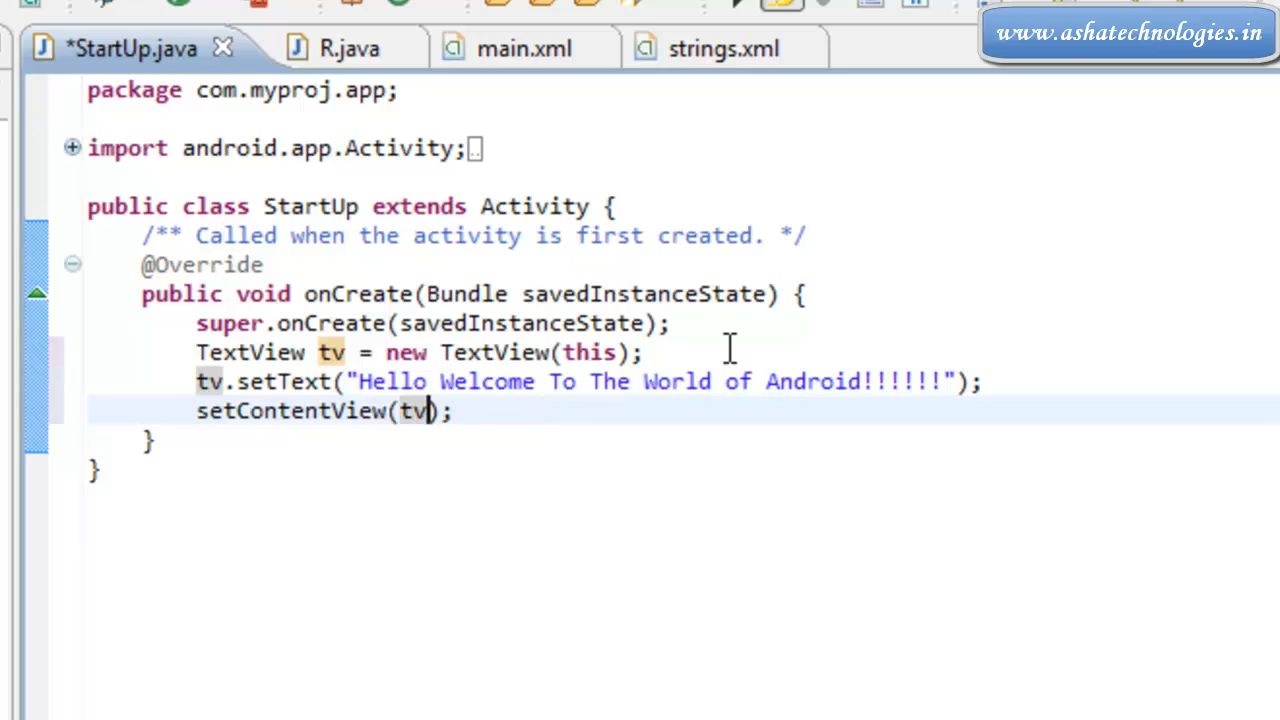 www.ashatechnologies.in
*StartUp.java
R.java
main.xml
strings.xml
package com.myproj.app;
import android.app.Activity;
public class StartUp extends Activity {
/** Called when the activity is first created. */
@Override
public void onCreate(Bundle savedInstanceState) {
super.onCreate(savedInstanceState);
TextView tv = new TextView(this);
tv.setText("Hello Welcome To The World of Android!!!!!!");
setContentView(tv);
}
}